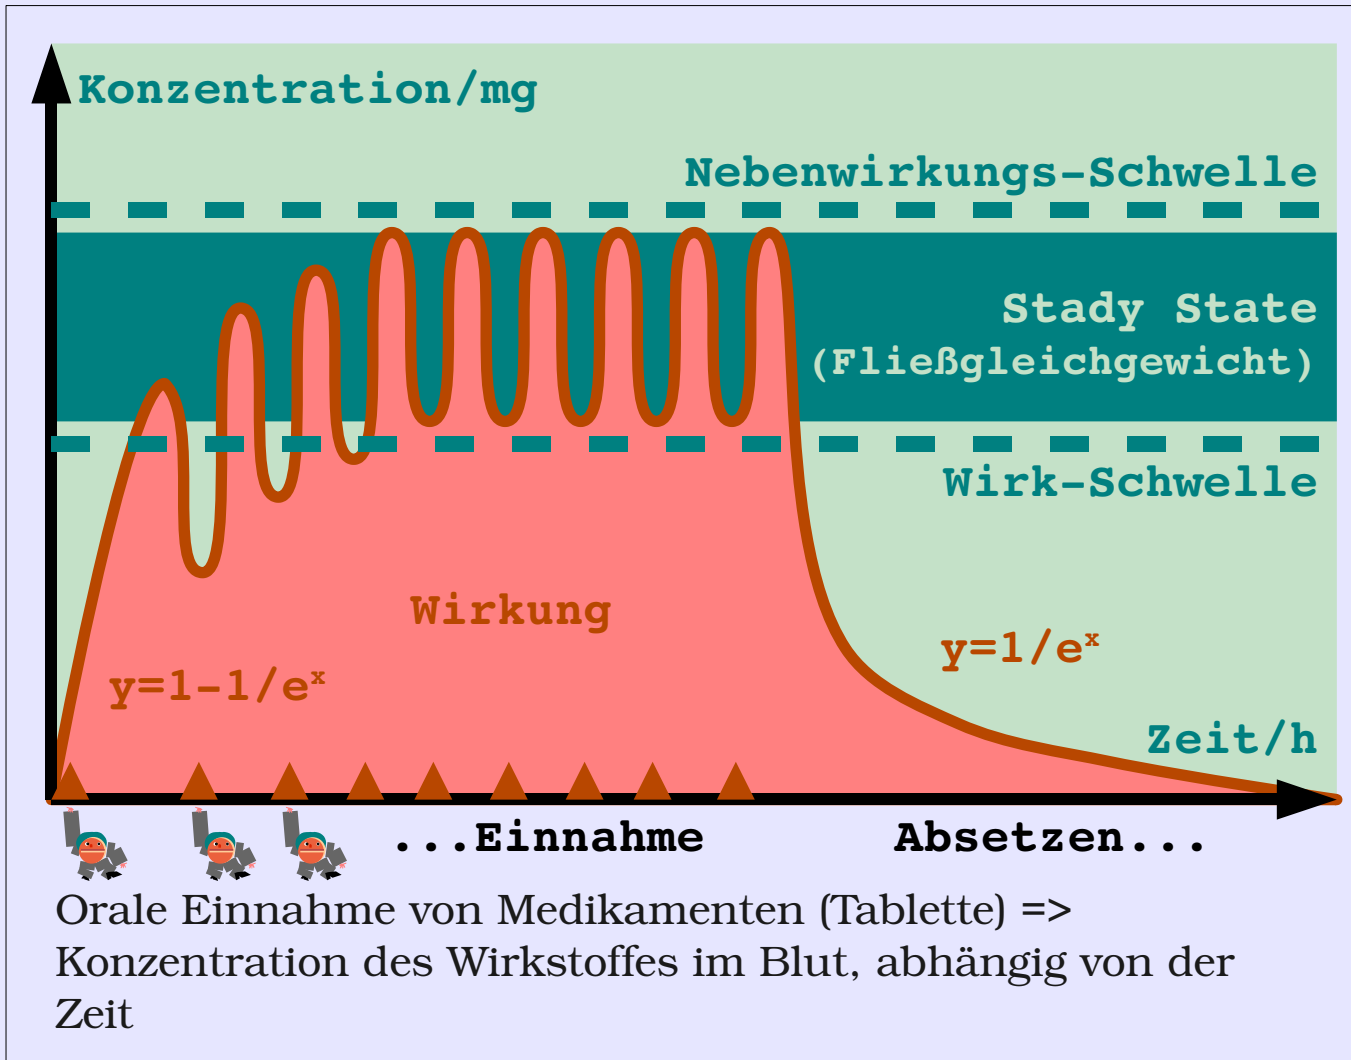 Konzentration/mg
Nebenwirkungs-Schwelle
Stady State
(Fließgleichgewicht)
Wirk-Schwelle
Wirkung
y=1/eˣ
y=1-1/eˣ
Zeit/h
...Einnahme Absetzen...
Orale Einnahme von Medikamenten (Tablette) =>
Konzentration des Wirkstoffes im Blut, abhängig von der
Zeit